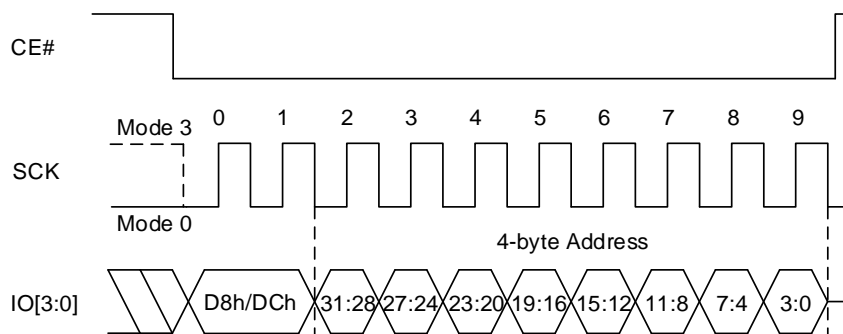 CE#
0 1 2 3 4 5 6 7 8 9
Mode 3
SCK
Mode 0
4-byte Address
IO[3:0] D8h/DCh 31:28 27:24 23:20 19:16 15:12 11:8 7:4 3:0